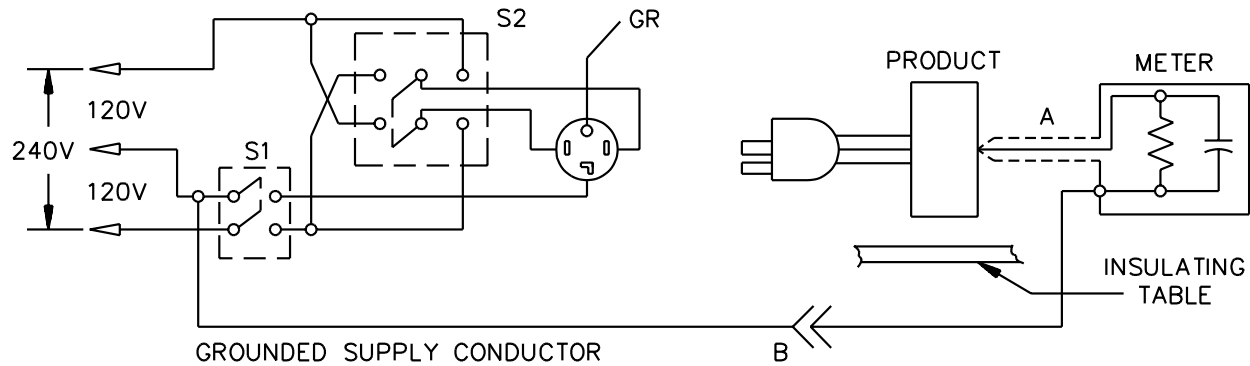 S2
GR
120V
240V
S1
120V
PRODUCT
METER
A
INSULATING
TABLE
GROUNDED SUPPLY CONDUCTOR
B